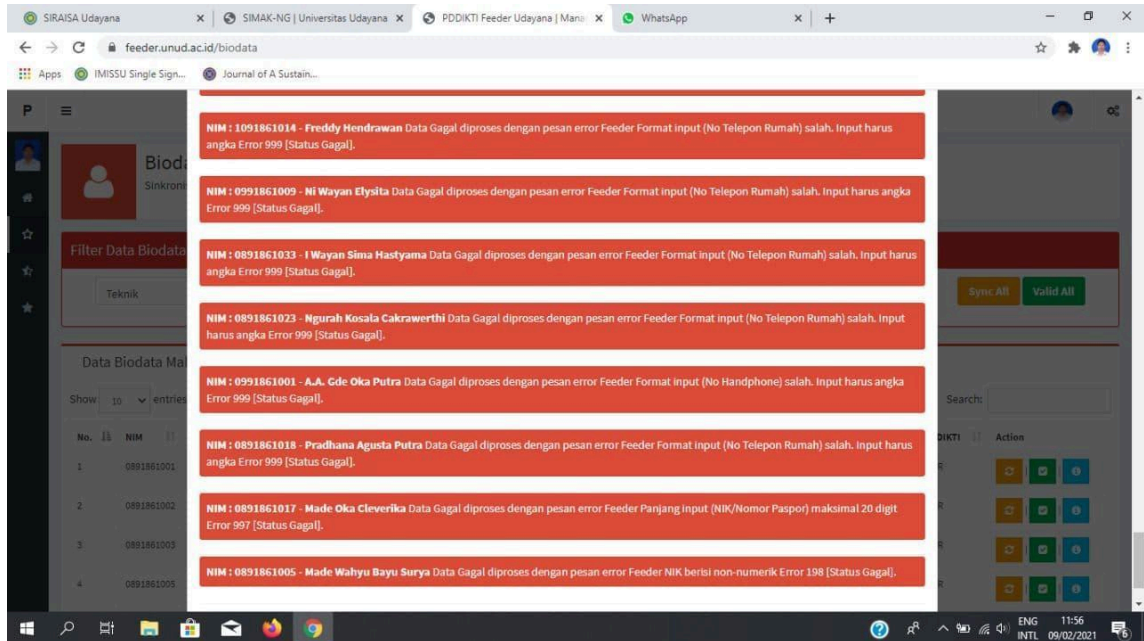 SIRAISA Udayana
SIMAK-NG | Universitas Udayana
PDDIKTI Feeder Udayana | Mana
WhatsApp
feeder.unud.ac.id/biodata
Apps
IMISSU Single Sign...
Journal of A Sustain...
P
NIM : 1091861014 - Freddy Hendrawan Data Gagal diproses dengan pesan error Feeder Format input (No Telepon Rumah) salah. Input harus
angka Error 999 [Status Gagal].
Bioda
Sinkroni
NIM : 0991861009 - Ni Wayan Elysita Data Gagal diproses dengan pesan error Feeder Format input (No Telepon Rumah) salah. Input harus angka
Error 999 [Status Gagal].
Filter Data Biodata
NIM : 0891861033 - I Wayan Sima Hastyama Data Gagal diproses dengan pesan error Feeder Format input (No Telepon Rumah) salah. Input harus
angka Error 999 [Status Gagal].
Teknik
Sync All
Valid All
NIM : 0891861023 - Ngurah Kosala Cakrawerthi Data Gagal diproses dengan pesan error Feeder Format input (No Telepon Rumah) salah. Input
harus angka Error 999 [Status Gagal].
Data Biodata Mal
NIM : 0991861001 - A.A. Gde Oka Putra Data Gagal diproses dengan pesan error Feeder Format input (No Handphone) salah. Input harus angka
Error 999 [Status Gagal].
Show 10 entries
Search:
No. NIM
DIKTI Action
NIM : 0891861018 - Pradhana Agusta Putra Data Gagal diproses dengan pesan error Feeder Format input (No Telepon Rumah) salah. Input harus
angka Error 999 [Status Gagal].
1 0891861001
NIM : 0891861017 - Made Oka Cleverika Data Gagal diproses dengan pesan error Feeder Panjang input (NIK/Nomor Paspor) maksimal 20 digit
Error 997 [Status Gagal].
2 0891861002
3 0891861003
NIM : 0891861005 - Made Wahyu Bayu Surya Data Gagal diproses dengan pesan error Feeder NIK berisi non-numerik Error 198 [Status Gagal].
4 0891861005
ENG 11:56
INTL 09/02/2021